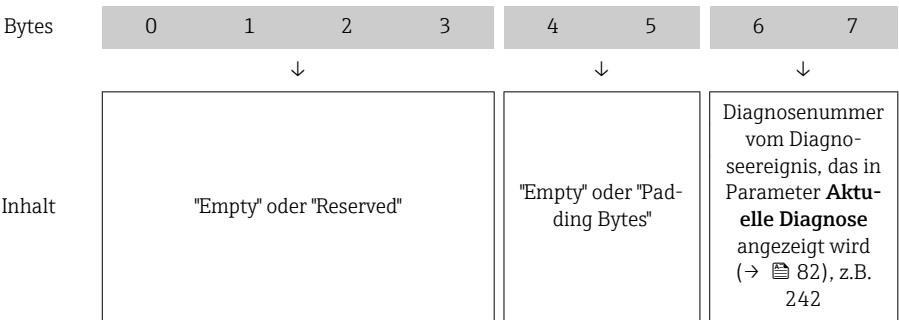 Bytes 0 1 2 3 4 5 6 7
↓ ↓ ↓
Inhalt
"Empty" oder "Reserved"
"Empty" oder "Pad-
ding Bytes"
Diagnosenummer
vom Diagno-
seereignis, das in
Parameter Aktu-
elle Diagnose
angezeigt wird
(→ 🖺 82), z.B.
242